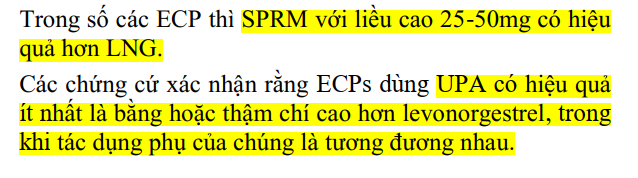 Trong số các ECP thì SPRM với liều cao 25-50mg có hiệu
quả hơn LNG.
Các chứng cứ xác nhận rằng ECPs dùng UPA có hiệu quả
ít nhất là bằng hoặc thậm chí cao hơn levonorgestrel, trong
khi tác dụng phụ của chúng là tương đương nhau.